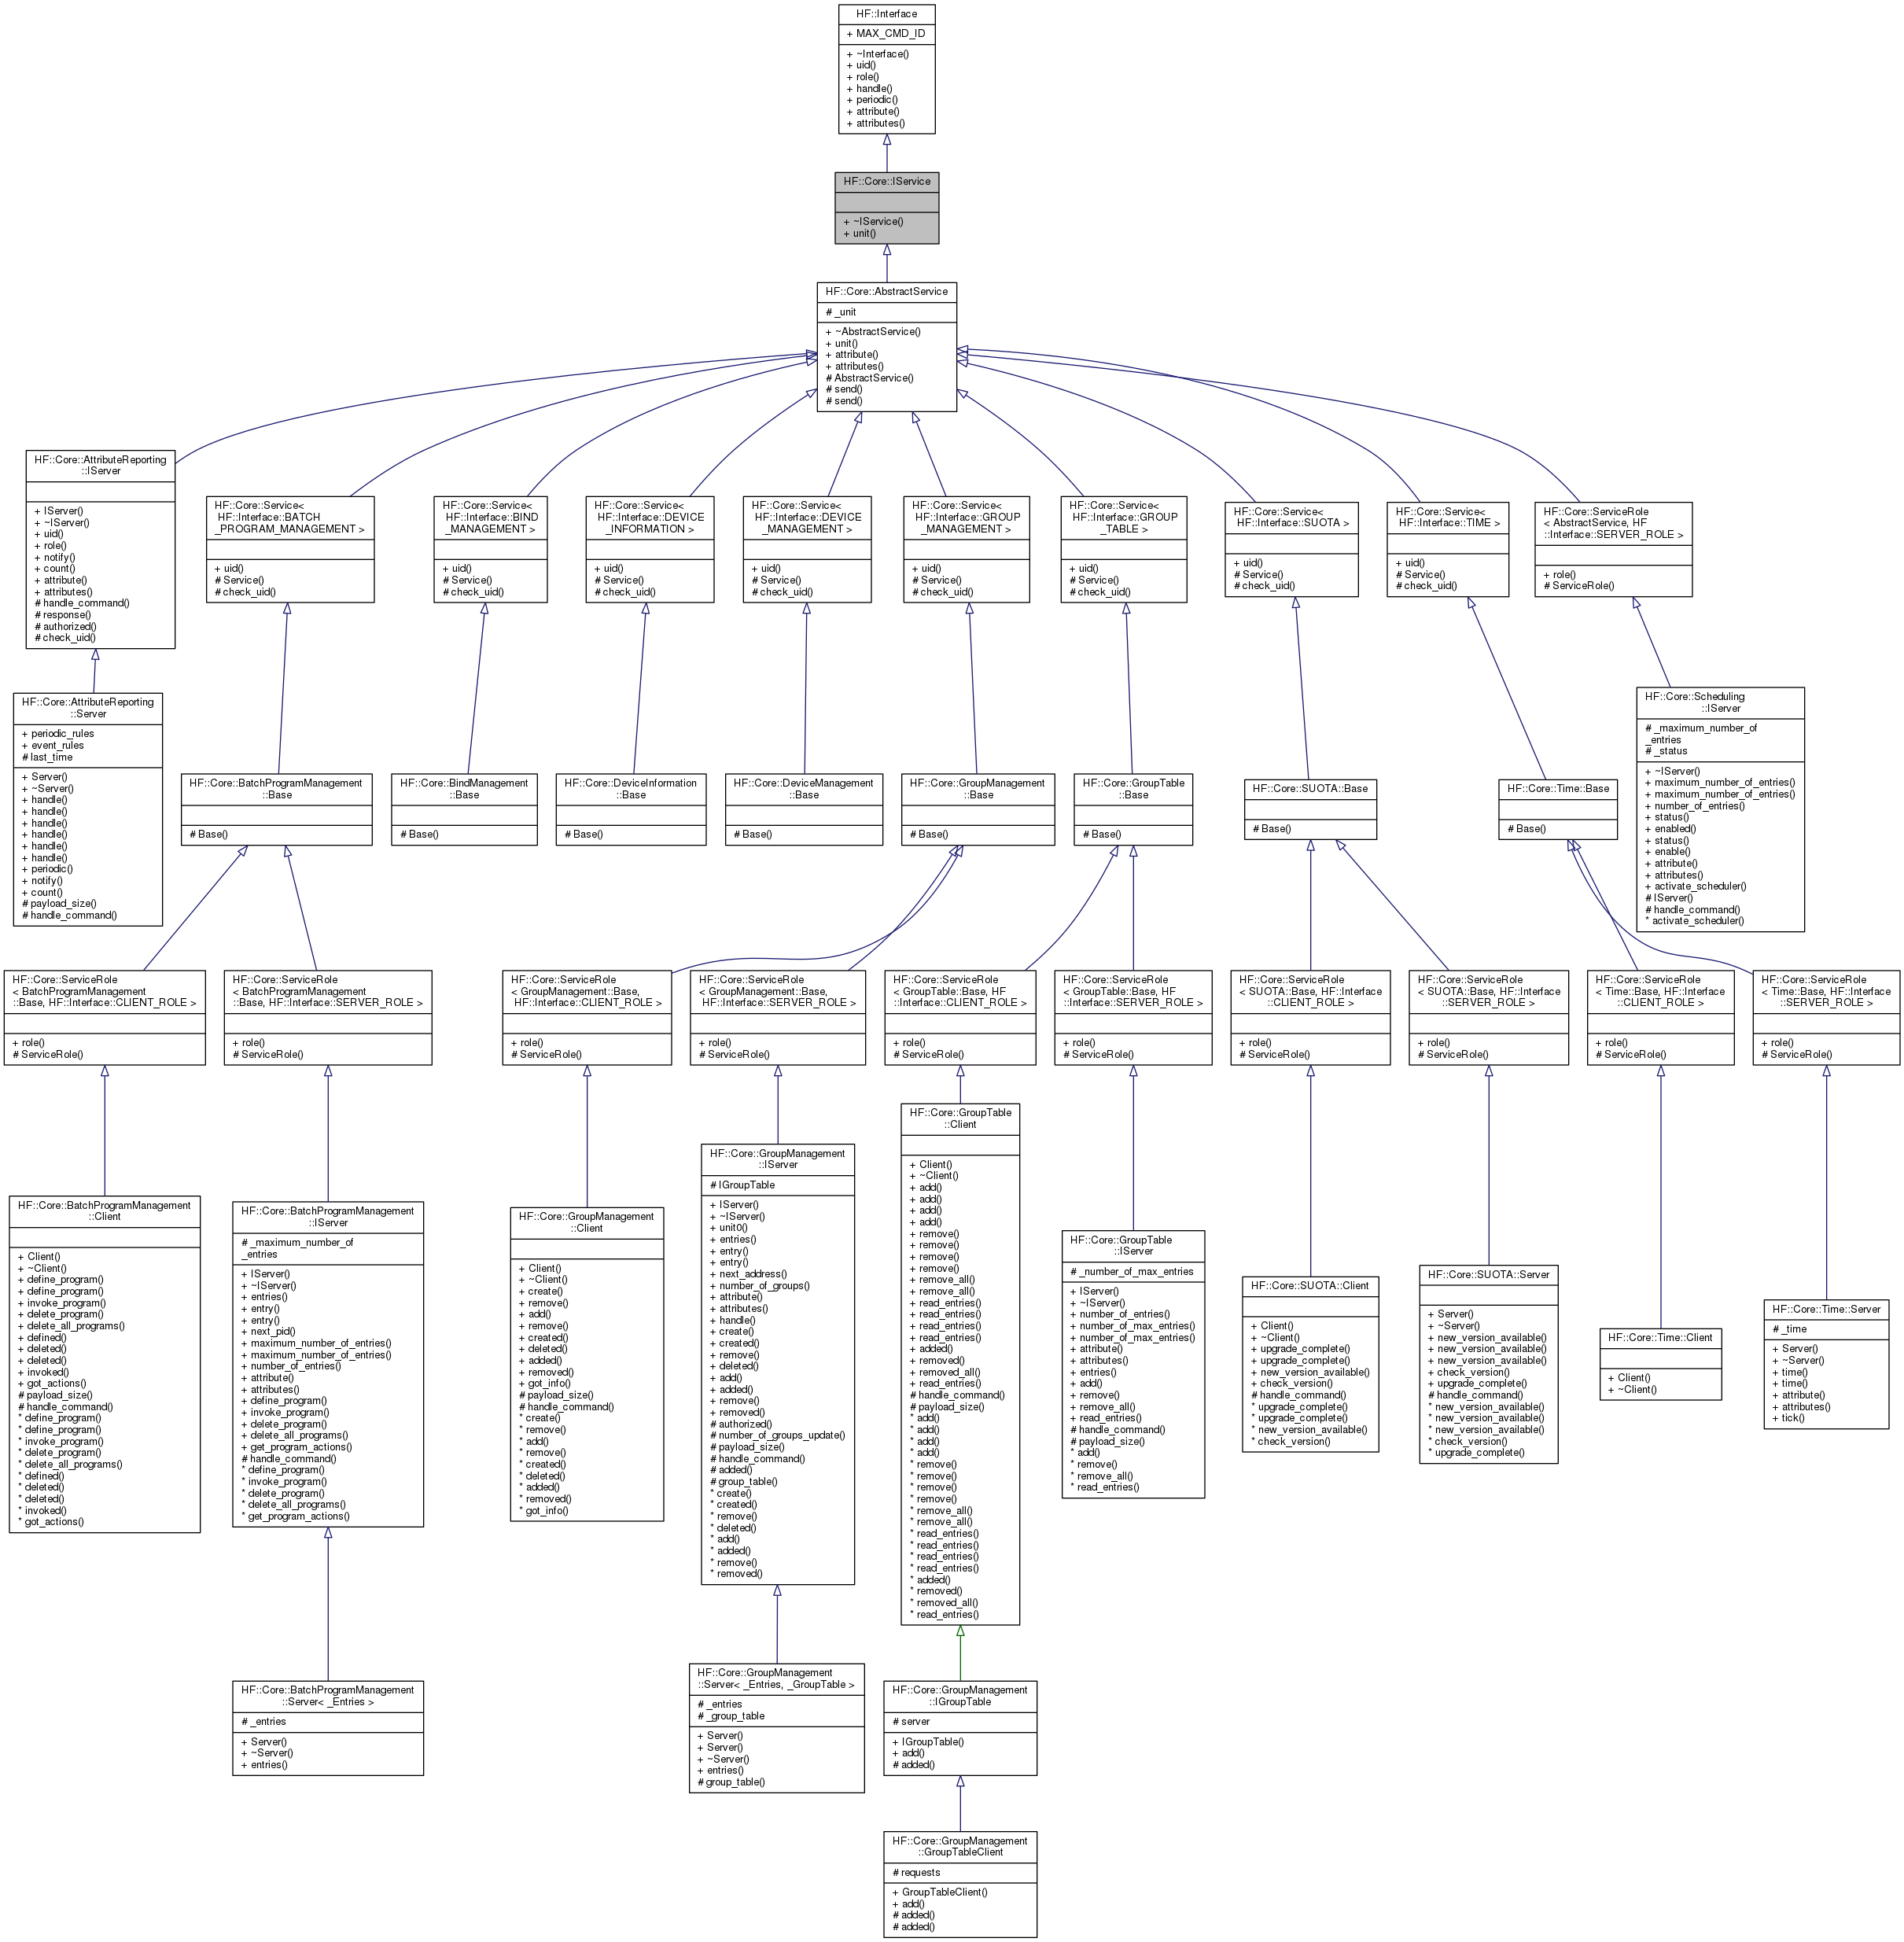 HF::Interface
+ MAX_CMD_ID
+ ~Interface()
+ uid()
+ role()
+ handle()
+ periodic()
+ attribute()
+ attributes()
HF::Core::IService
+ ~IService()
+ unit()
HF::Core::AbstractService
# _unit
+ ~AbstractService()
+ unit()
+ attribute()
+ attributes()
# AbstractService()
# send()
# send()
HF::Core::AttributeReporting
::IServer
+ IServer()
+ ~IServer()
+ uid()
+ role()
+ notify()
+ count()
+ attribute()
+ attributes()
# handle_command()
# response()
# authorized()
# check_uid()
HF::Core::Service<
HF::Interface::BATCH
_PROGRAM_MANAGEMENT >
+ uid()
# Service()
# check_uid()
HF::Core::Service<
HF::Interface::BIND
_MANAGEMENT >
+ uid()
# Service()
# check_uid()
HF::Core::Service<
HF::Interface::DEVICE
_INFORMATION >
+ uid()
# Service()
# check_uid()
HF::Core::Service<
HF::Interface::DEVICE
_MANAGEMENT >
+ uid()
# Service()
# check_uid()
HF::Core::Service<
HF::Interface::GROUP
_MANAGEMENT >
+ uid()
# Service()
# check_uid()
HF::Core::Service<
HF::Interface::GROUP
_TABLE >
+ uid()
# Service()
# check_uid()
HF::Core::Service<
HF::Interface::SUOTA >
+ uid()
# Service()
# check_uid()
HF::Core::Service<
HF::Interface::TIME >
+ uid()
# Service()
# check_uid()
HF::Core::ServiceRole
< AbstractService, HF
::Interface::SERVER_ROLE >
+ role()
# ServiceRole()
HF::Core::AttributeReporting
::Server
+ periodic_rules
+ event_rules
# last_time
+ Server()
+ ~Server()
+ handle()
+ handle()
+ handle()
+ handle()
+ handle()
+ handle()
+ periodic()
+ notify()
+ count()
# payload_size()
# handle_command()
HF::Core::BatchProgramManagement
::Base
# Base()
HF::Core::BindManagement
::Base
# Base()
HF::Core::DeviceInformation
::Base
# Base()
HF::Core::DeviceManagement
::Base
# Base()
HF::Core::GroupManagement
::Base
# Base()
HF::Core::GroupTable
::Base
# Base()
HF::Core::SUOTA::Base
# Base()
HF::Core::Time::Base
# Base()
HF::Core::Scheduling
::IServer
# _maximum_number_of
_entries
# _status
+ ~IServer()
+ maximum_number_of_entries()
+ maximum_number_of_entries()
+ number_of_entries()
+ status()
+ enabled()
+ status()
+ enable()
+ attribute()
+ attributes()
+ activate_scheduler()
# IServer()
# handle_command()
* activate_scheduler()
HF::Core::ServiceRole
< BatchProgramManagement
::Base, HF::Interface::CLIENT_ROLE >
+ role()
# ServiceRole()
HF::Core::ServiceRole
< BatchProgramManagement
::Base, HF::Interface::SERVER_ROLE >
+ role()
# ServiceRole()
HF::Core::ServiceRole
< GroupManagement::Base,
HF::Interface::CLIENT_ROLE >
+ role()
# ServiceRole()
HF::Core::ServiceRole
< GroupManagement::Base,
HF::Interface::SERVER_ROLE >
+ role()
# ServiceRole()
HF::Core::ServiceRole
< GroupTable::Base, HF
::Interface::CLIENT_ROLE >
+ role()
# ServiceRole()
HF::Core::ServiceRole
< GroupTable::Base, HF
::Interface::SERVER_ROLE >
+ role()
# ServiceRole()
HF::Core::ServiceRole
< SUOTA::Base, HF::Interface
::CLIENT_ROLE >
+ role()
# ServiceRole()
HF::Core::ServiceRole
< SUOTA::Base, HF::Interface
::SERVER_ROLE >
+ role()
# ServiceRole()
HF::Core::ServiceRole
< Time::Base, HF::Interface
::CLIENT_ROLE >
+ role()
# ServiceRole()
HF::Core::ServiceRole
< Time::Base, HF::Interface
::SERVER_ROLE >
+ role()
# ServiceRole()
HF::Core::BatchProgramManagement
::Client
+ Client()
+ ~Client()
+ define_program()
+ define_program()
+ invoke_program()
+ delete_program()
+ delete_all_programs()
+ defined()
+ deleted()
+ deleted()
+ invoked()
+ got_actions()
# payload_size()
# handle_command()
* define_program()
* define_program()
* invoke_program()
* delete_program()
* delete_all_programs()
* defined()
* deleted()
* deleted()
* invoked()
* got_actions()
HF::Core::BatchProgramManagement
::IServer
# _maximum_number_of
_entries
+ IServer()
+ ~IServer()
+ entries()
+ entry()
+ entry()
+ next_pid()
+ maximum_number_of_entries()
+ maximum_number_of_entries()
+ number_of_entries()
+ attribute()
+ attributes()
+ define_program()
+ invoke_program()
+ delete_program()
+ delete_all_programs()
+ get_program_actions()
# handle_command()
* define_program()
* invoke_program()
* delete_program()
* delete_all_programs()
* get_program_actions()
HF::Core::GroupManagement
::Client
+ Client()
+ ~Client()
+ create()
+ remove()
+ add()
+ remove()
+ created()
+ deleted()
+ added()
+ removed()
+ got_info()
# payload_size()
# handle_command()
* create()
* remove()
* add()
* remove()
* created()
* deleted()
* added()
* removed()
* got_info()
HF::Core::GroupManagement
::IServer
# IGroupTable
+ IServer()
+ ~IServer()
+ unit0()
+ entries()
+ entry()
+ entry()
+ next_address()
+ number_of_groups()
+ attribute()
+ attributes()
+ handle()
+ create()
+ created()
+ remove()
+ deleted()
+ add()
+ added()
+ remove()
+ removed()
# authorized()
# number_of_groups_update()
# payload_size()
# handle_command()
# added()
# group_table()
* create()
* created()
* remove()
* deleted()
* add()
* added()
* remove()
* removed()
HF::Core::GroupTable
::Client
+ Client()
+ ~Client()
+ add()
+ add()
+ add()
+ add()
+ remove()
+ remove()
+ remove()
+ remove()
+ remove_all()
+ remove_all()
+ read_entries()
+ read_entries()
+ read_entries()
+ read_entries()
+ added()
+ removed()
+ removed_all()
+ read_entries()
# handle_command()
# payload_size()
* add()
* add()
* add()
* add()
* remove()
* remove()
* remove()
* remove()
* remove_all()
* remove_all()
* read_entries()
* read_entries()
* read_entries()
* read_entries()
* added()
* removed()
* removed_all()
* read_entries()
HF::Core::GroupTable
::IServer
# _number_of_max_entries
+ IServer()
+ ~IServer()
+ number_of_entries()
+ number_of_max_entries()
+ number_of_max_entries()
+ attribute()
+ attributes()
+ entries()
+ add()
+ remove()
+ remove_all()
+ read_entries()
# handle_command()
# payload_size()
* add()
* remove()
* remove_all()
* read_entries()
HF::Core::SUOTA::Client
+ Client()
+ ~Client()
+ upgrade_complete()
+ upgrade_complete()
+ new_version_available()
+ check_version()
# handle_command()
* upgrade_complete()
* upgrade_complete()
* new_version_available()
* check_version()
HF::Core::SUOTA::Server
+ Server()
+ ~Server()
+ new_version_available()
+ new_version_available()
+ new_version_available()
+ check_version()
+ upgrade_complete()
# handle_command()
* new_version_available()
* new_version_available()
* new_version_available()
* check_version()
* upgrade_complete()
HF::Core::Time::Client
+ Client()
+ ~Client()
HF::Core::Time::Server
# _time
+ Server()
+ ~Server()
+ time()
+ time()
+ attribute()
+ attributes()
+ tick()
HF::Core::BatchProgramManagement
::Server< _Entries >
# _entries
+ Server()
+ ~Server()
+ entries()
HF::Core::GroupManagement
::Server< _Entries, _GroupTable >
# _entries
# _group_table
+ Server()
+ Server()
+ ~Server()
+ entries()
# group_table()
HF::Core::GroupManagement
::IGroupTable
# server
+ IGroupTable()
+ add()
# added()
HF::Core::GroupManagement
::GroupTableClient
# requests
+ GroupTableClient()
+ add()
# added()
# added()